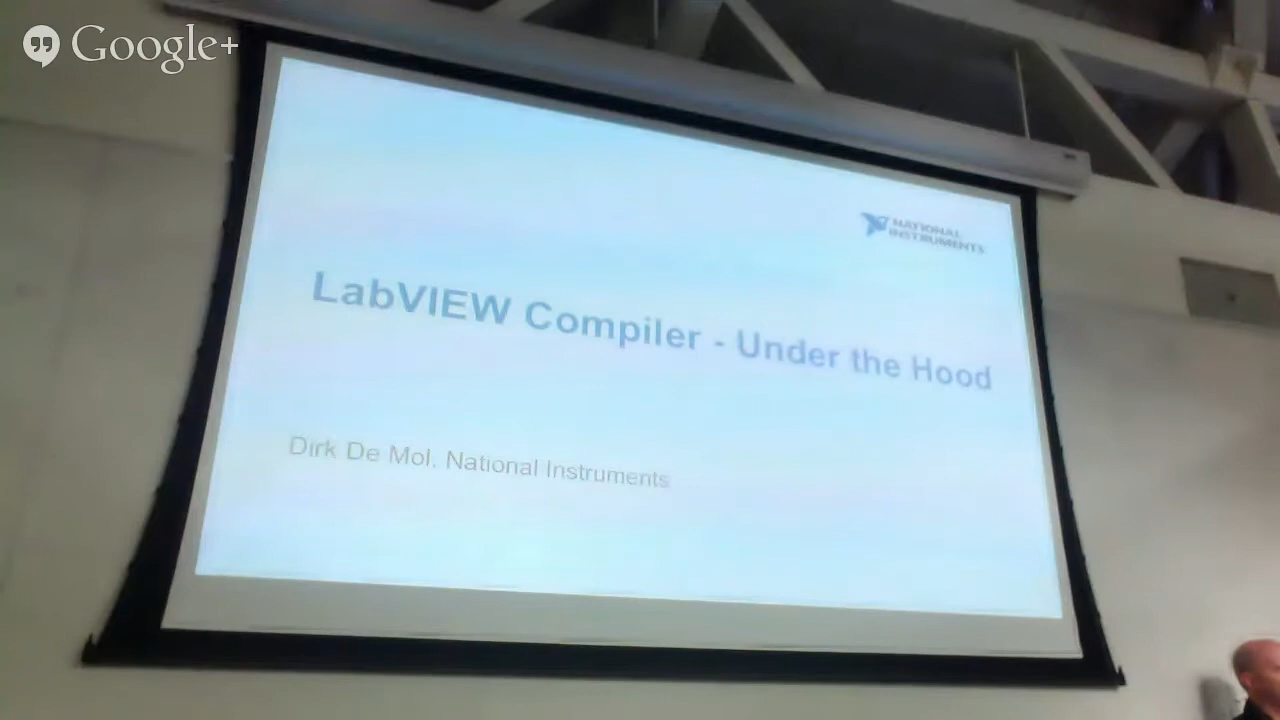 Google+
NATIONAL
INSTRUMENTS
LabVIEW Compiler - Under the Hood
Dirk De Mol, National Instruments